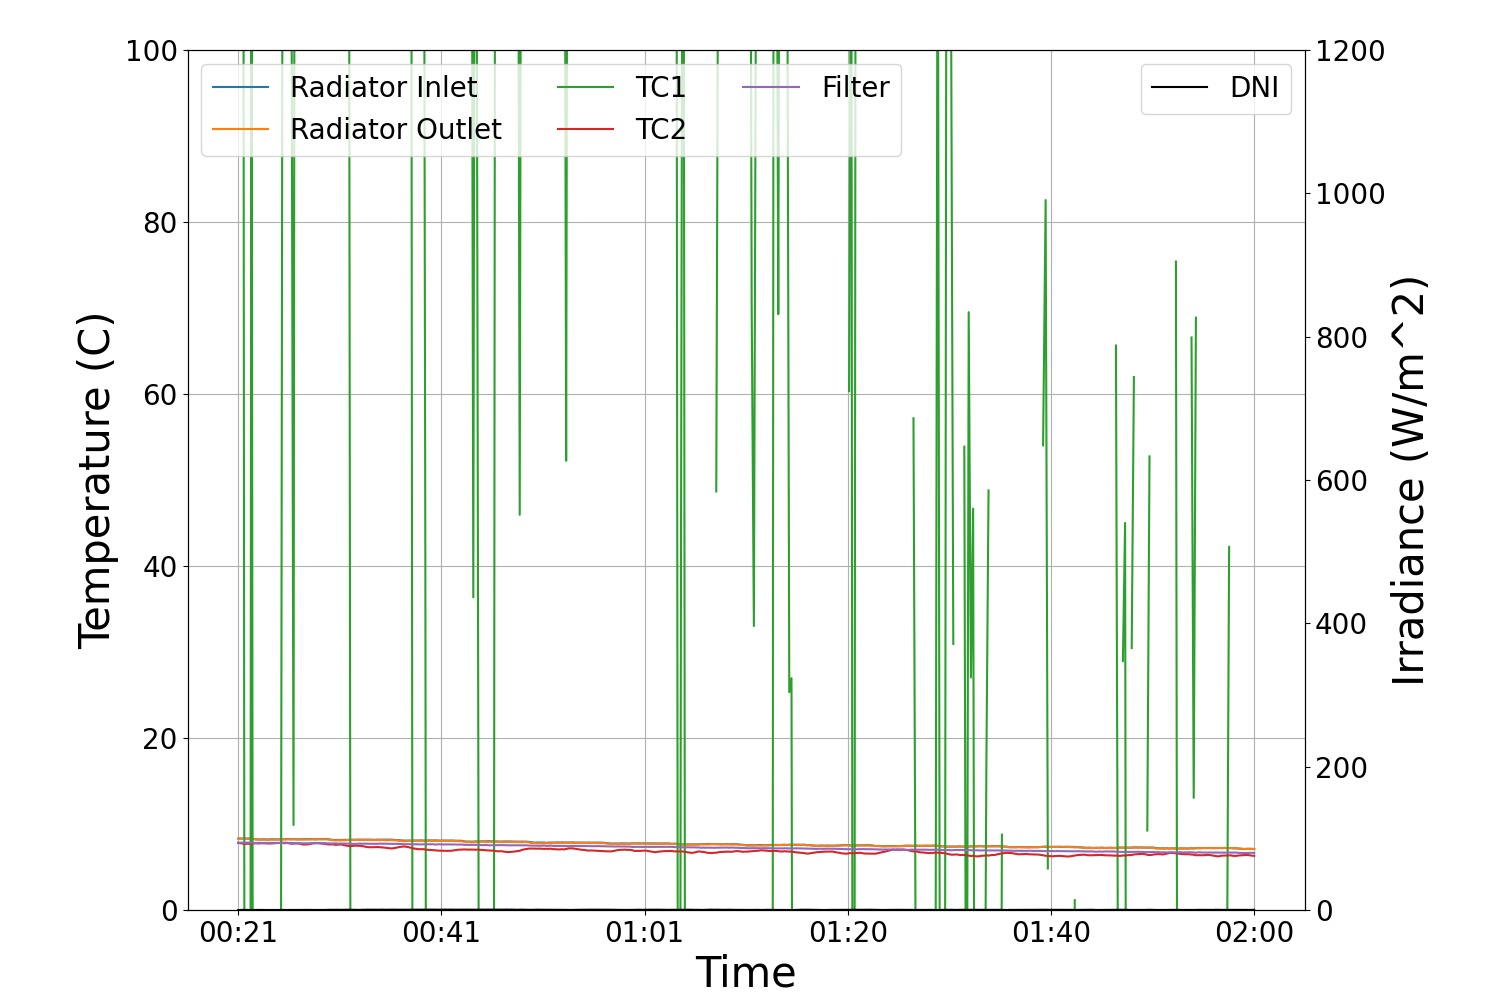 Radiator Inlet
Radiator Outlet
TC1
TC2
Filter
DNI
Temperature (C)
100
80
60
40
20
0
Irradiance (W/m^2)
1200
1000
800
600
400
200
0
00:21 00:41 01:01 01:20 01:40 02:00
Time